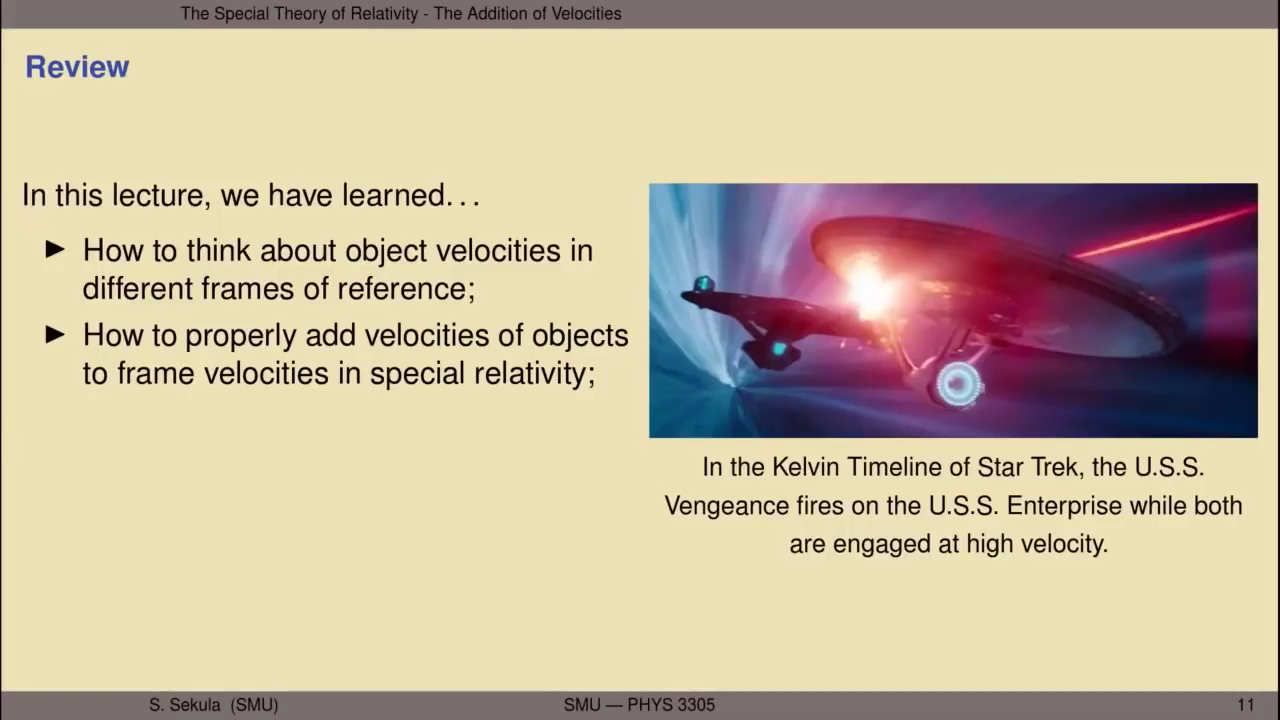 The Special Theory of Relativity - The Addition of Velocities
Review
In this lecture, we have learned. . .
▶ How to think about object velocities in
different frames of reference;
▶ How to properly add velocities of objects
to frame velocities in special relativity;
In the Kelvin Timeline of Star Trek, the U.S.S.
Vengeance fires on the U.S.S. Enterprise while both
are engaged at high velocity.
S. Sekula (SMU)
SMU — PHYS 3305
11